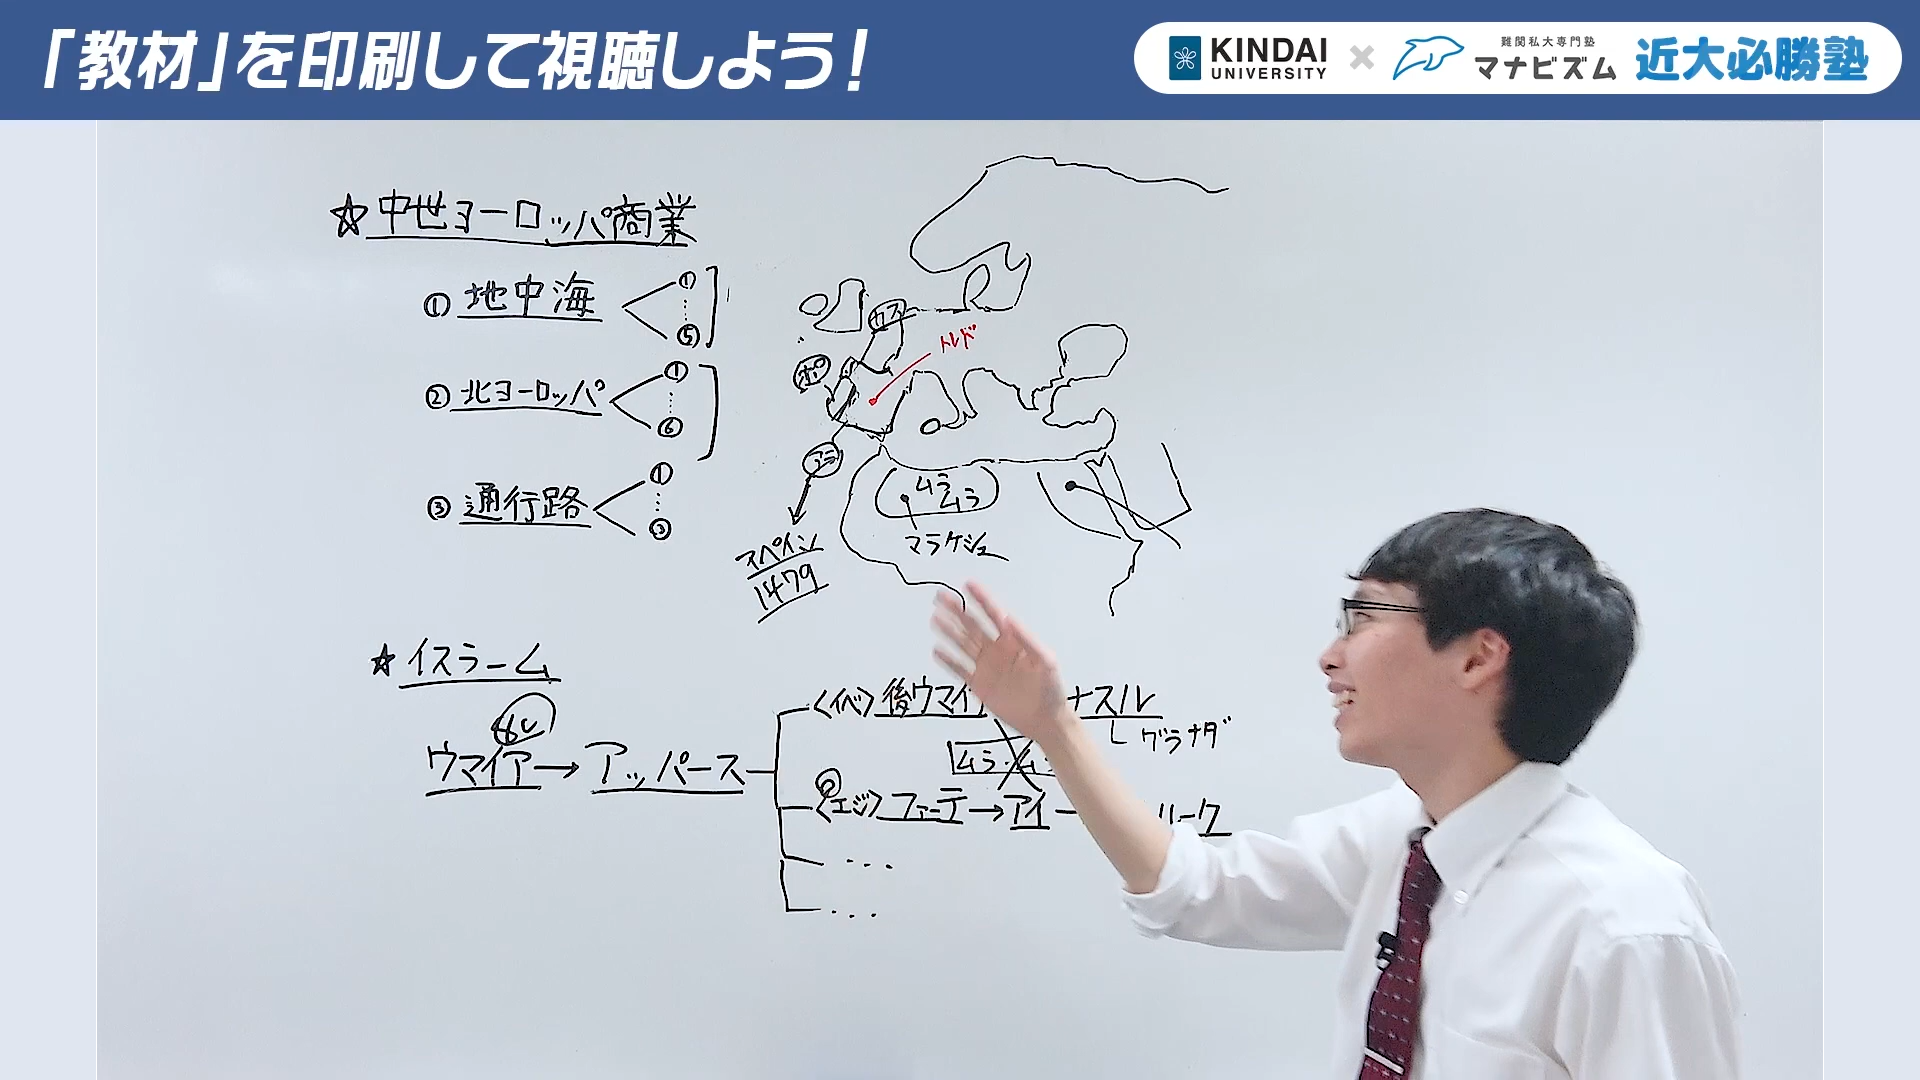 「教材」を印刷して視聴しよう!
KINDAI UNIVERSITY × 難関私大専門塾 マナビズム 近大必勝塾
☆中世ヨーロッパ商業
① 地中海 ① ⑤
② 北ヨーロッパ ① ⑥
③ 通行路 ① ③
カス
トレド
ポ
アラ
ムラ
ムラ
マラケシュ
スペイン
1479
☆イスラーム
ウマイア→アッバース
〈イベ〉後ウマイ
ナスル
グラナダ
ムラ・ム
〈エジ〉ファーテ→アイ
ルーク